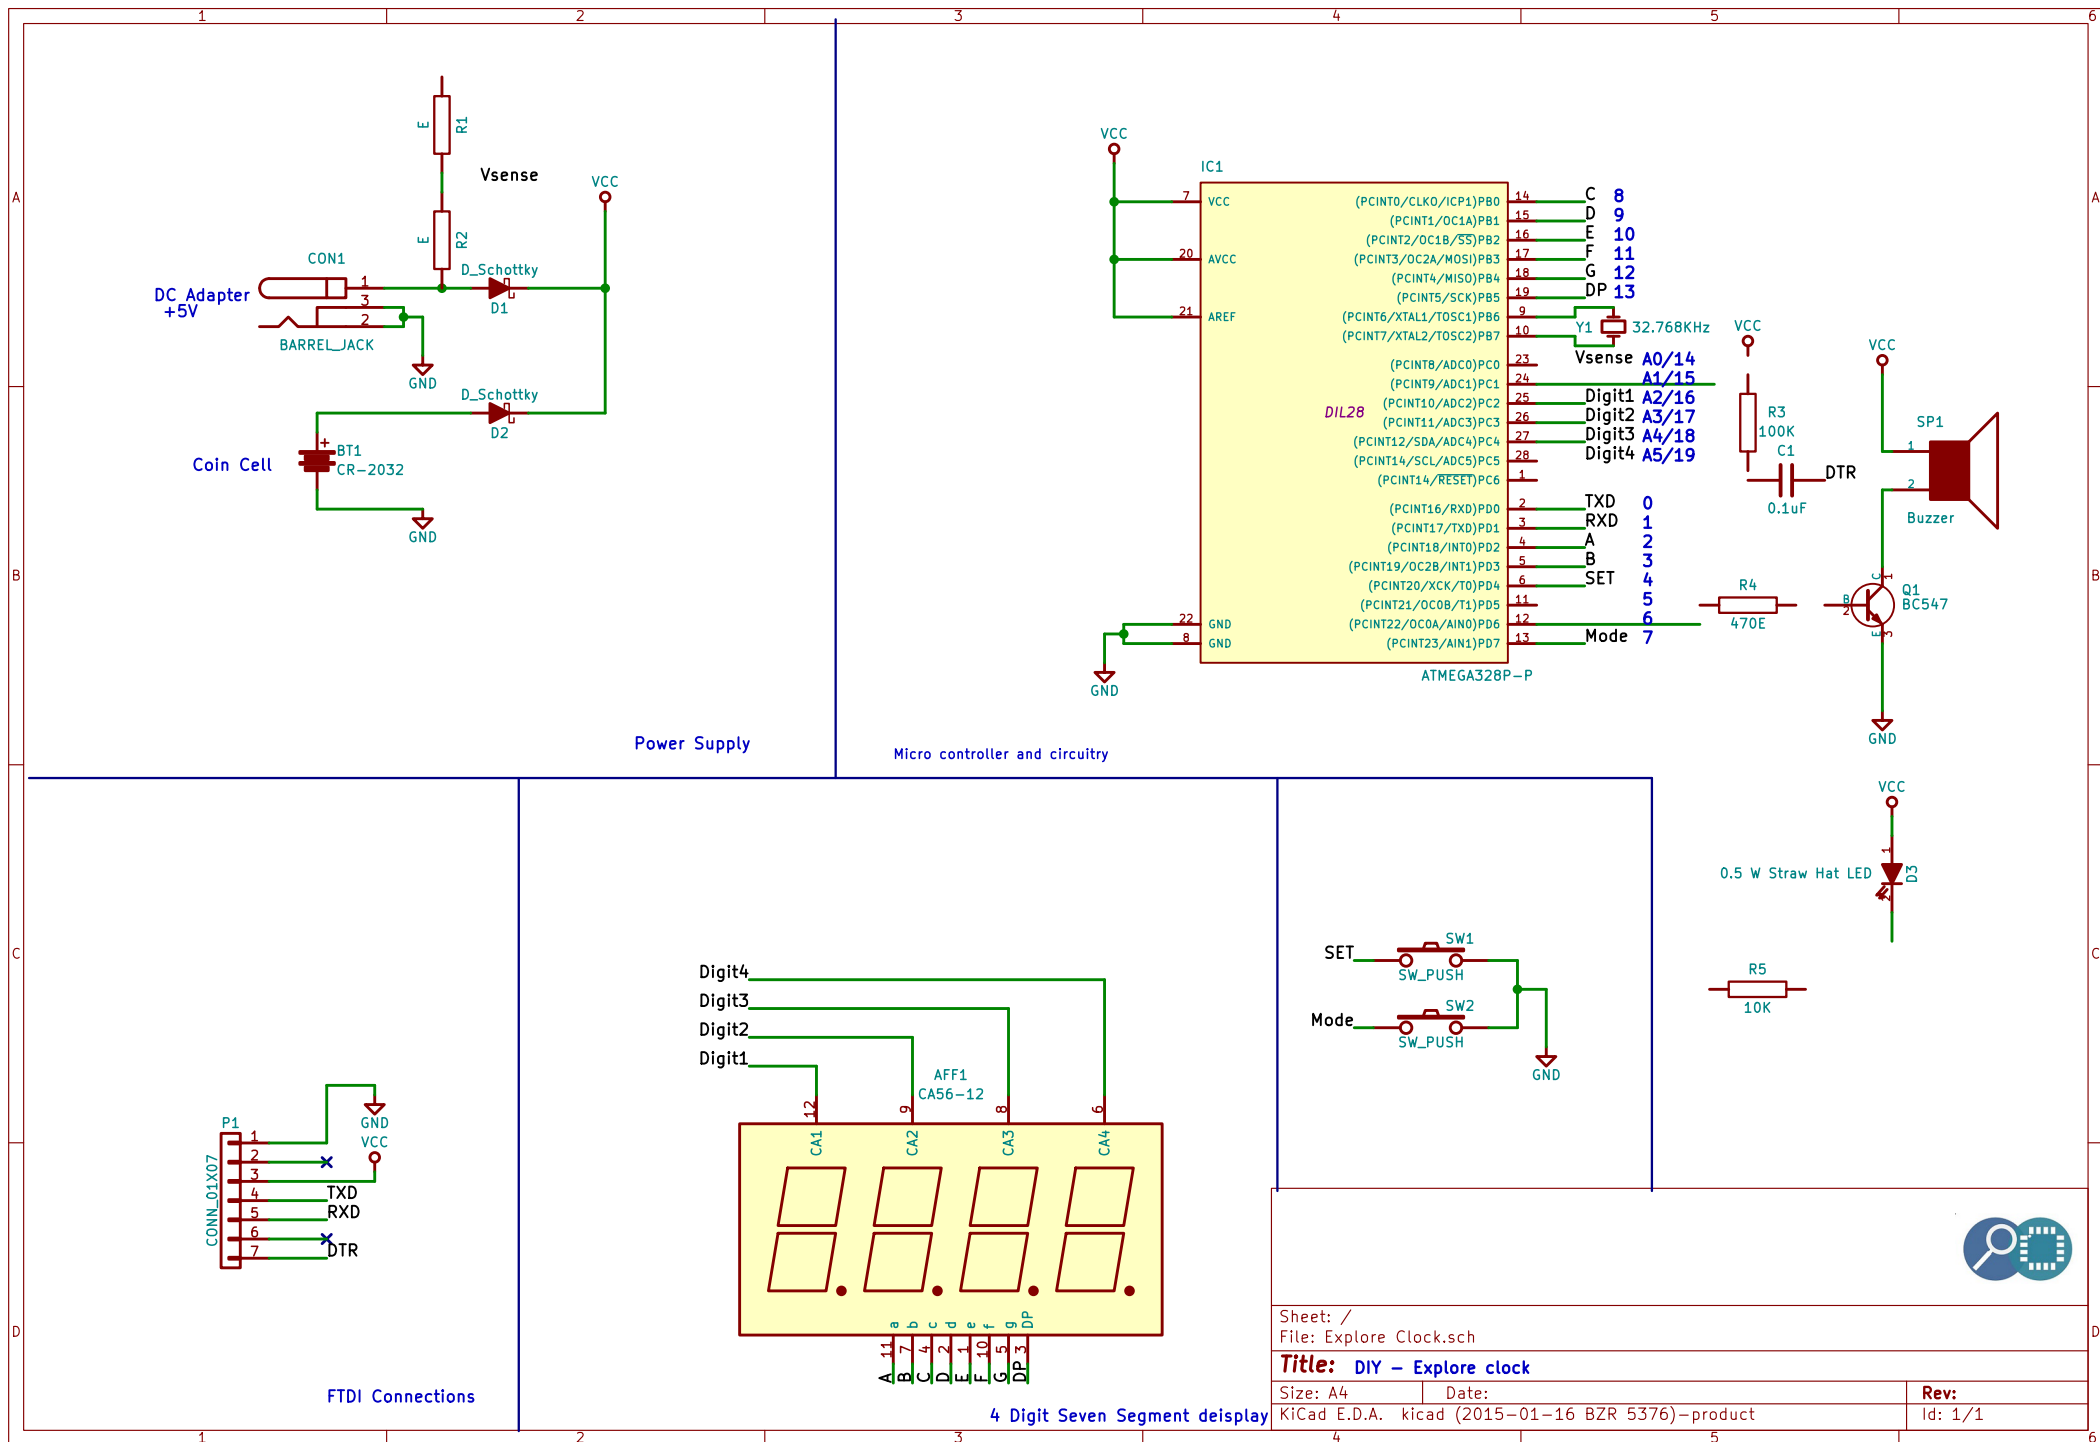 1 2 3 4 5 6
A
B
C
D
A
B
C
D
E
R1
Vsense
VCC
E
R2
CON1
D_Schottky
DC Adapter
+5V
1
3
2
D1
BARREL_JACK
GND
D_Schottky
D2
+
BT1
CR-2032
Coin Cell
GND
Power Supply
VCC
IC1
7 VCC
20 AVCC
21 AREF
22 GND
8 GND
GND
DIL28
ATMEGA328P-P
(PCINT0/CLKO/ICP1)PB0 14 C 8
(PCINT1/OC1A)PB1 15 D 9
(PCINT2/OC1B/SS)PB2 16 E 10
(PCINT3/OC2A/MOSI)PB3 17 F 11
(PCINT4/MISO)PB4 18 G 12
(PCINT5/SCK)PB5 19 DP 13
(PCINT6/XTAL1/TOSC1)PB6 9
(PCINT7/XTAL2/TOSC2)PB7 10
Y1 32.768KHz
(PCINT8/ADC0)PC0 23 Vsense A0/14
(PCINT9/ADC1)PC1 24 A1/15
(PCINT10/ADC2)PC2 25 Digit1 A2/16
(PCINT11/ADC3)PC3 26 Digit2 A3/17
(PCINT12/SDA/ADC4)PC4 27 Digit3 A4/18
(PCINT14/SCL/ADC5)PC5 28 Digit4 A5/19
(PCINT14/RESET)PC6 1
(PCINT16/RXD)PD0 2 TXD 0
(PCINT17/TXD)PD1 3 RXD 1
(PCINT18/INT0)PD2 4 A 2
(PCINT19/OC2B/INT1)PD3 5 B 3
(PCINT20/XCK/T0)PD4 6 SET 4
(PCINT21/OC0B/T1)PD5 11 5
(PCINT22/OC0A/AIN0)PD6 12 6
(PCINT23/AIN1)PD7 13 Mode 7
VCC
R3
100K
C1
DTR
0.1uF
VCC
SP1
1
2
Buzzer
R4
470E
C 1
B
2
E 3
Q1
BC547
GND
Micro controller and circuitry
VCC
1
0.5 W Straw Hat LED
D3
2
R5
10K
SET
SW1
SW_PUSH
Mode
SW2
SW_PUSH
GND
P1
CONN_01X07
1
2
3
4 TXD
5 RXD
6
7 DTR
GND
VCC
FTDI Connections
Digit4
Digit3
Digit2
Digit1
AFF1
CA56-12
12 9 8 6
CA1 CA2 CA3 CA4
a b c d e f g DP
11 7 4 2 1 10 5 3
A B C D E F G DP
4 Digit Seven Segment deisplay
Sheet: /
File: Explore Clock.sch
Title: DIY - Explore clock
Size: A4 Date: Rev:
KiCad E.D.A. kicad (2015-01-16 BZR 5376)-product Id: 1/1
1 2 3 4 5 6